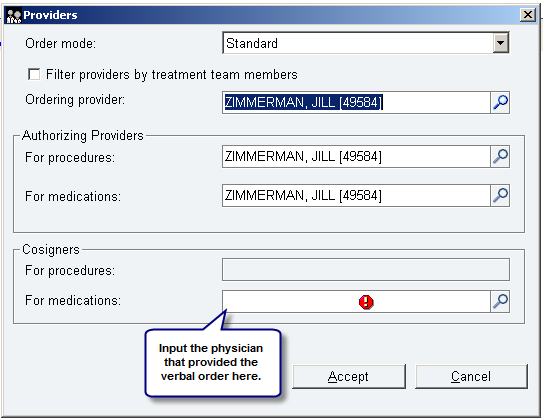 Providers
Order mode: Standard
Filter providers by treatment team members
Ordering provider: ZIMMERMAN, JILL [49584]
Authorizing Providers
For procedures: ZIMMERMAN, JILL [49584]
For medications: ZIMMERMAN, JILL [49584]
Cosigners
For procedures:
For medications:
Input the physician
that provided the
verbal order here.
Accept Cancel